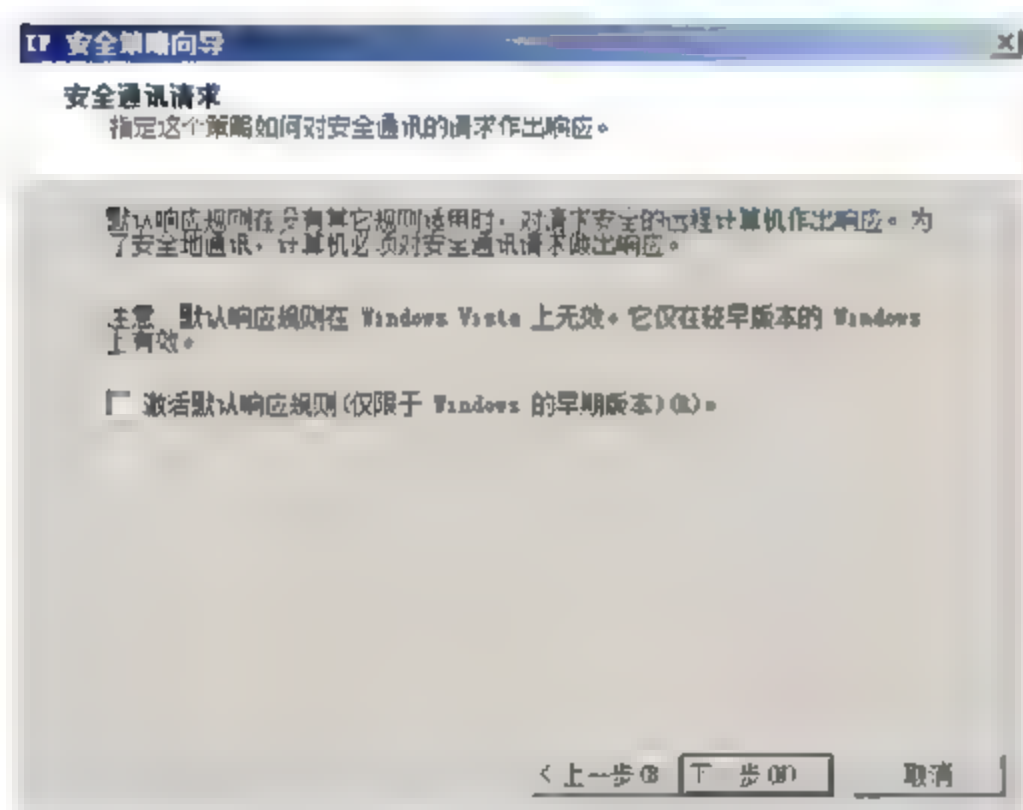 IP 安全策略向导
安全通讯请求
指定这个策略如何对安全通讯的请求作出响应。
默认响应规则在没有其它规则适用时，对请求安全的远程计算机作出响应。为
了安全地通讯，计算机必须对安全通讯请求做出响应。
注意: 默认响应规则在 Windows Vista 上无效。它仅在较早版本的 Windows
上有效。
激活默认响应规则(仅限于 Windows 的早期版本)(R)。
< 上一步(B)
下一步(N)
取消